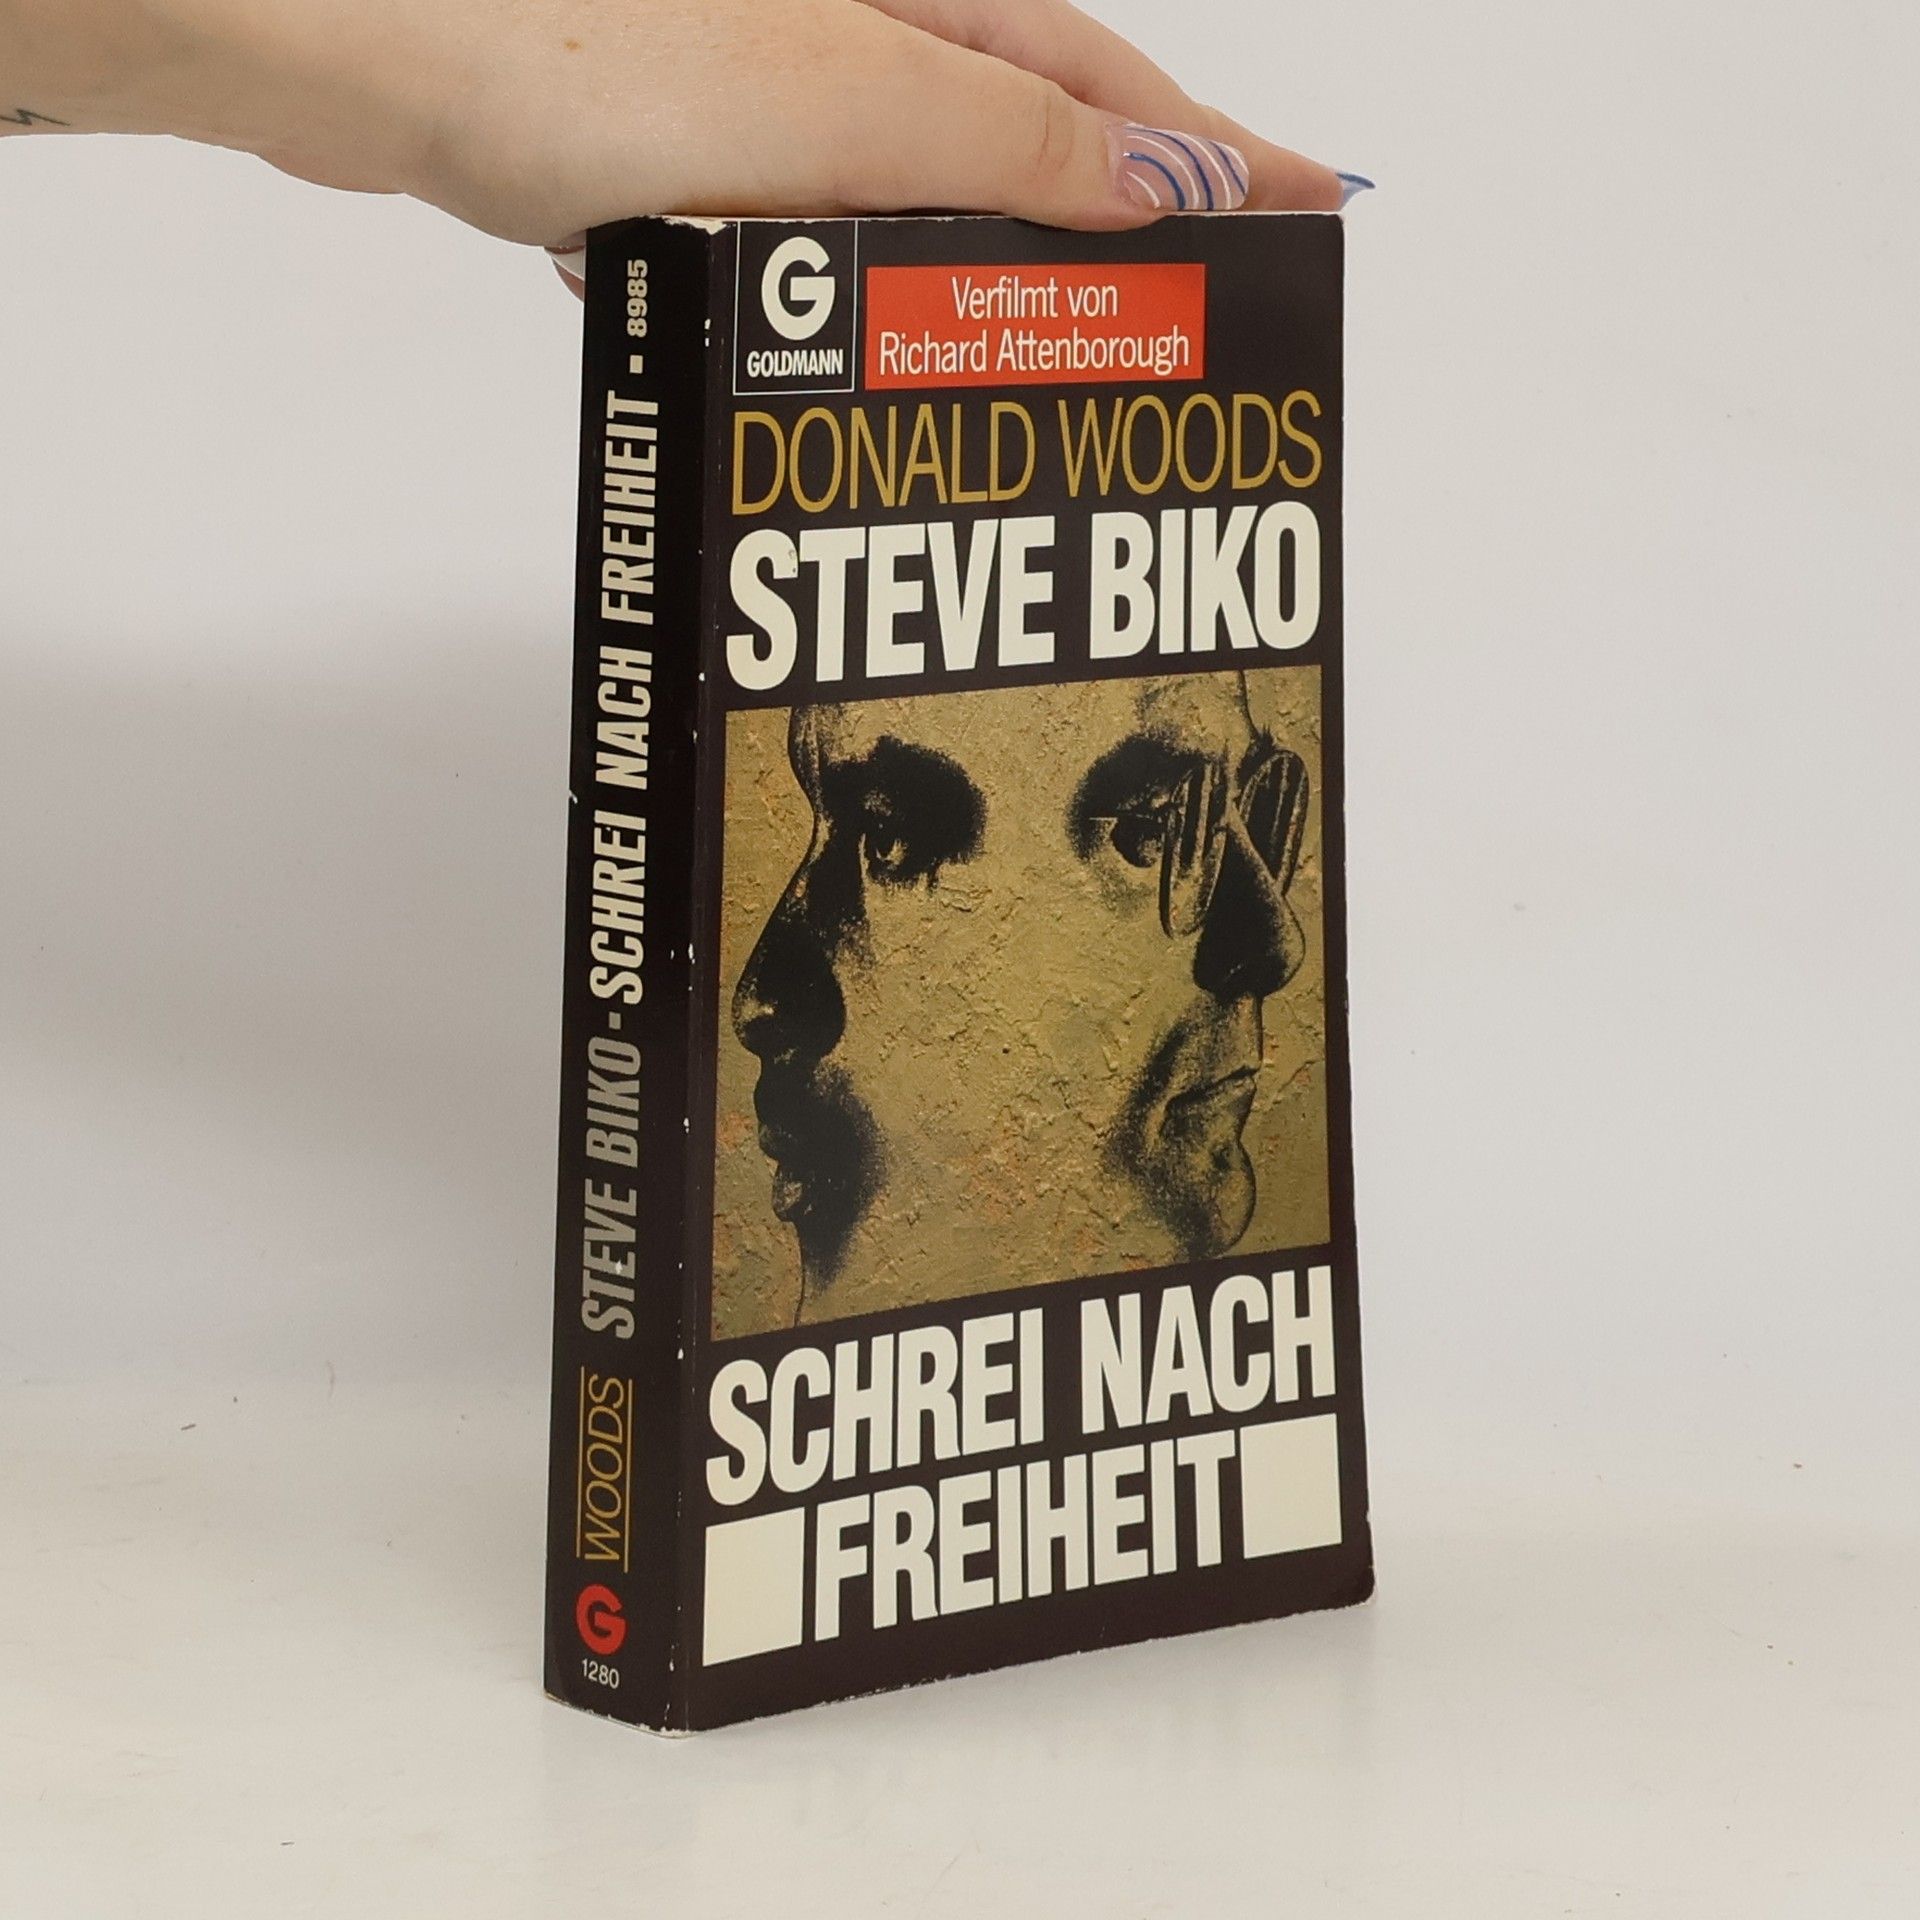 G
GOLDMANN
Verfilmt von
Richard Attenborough
DONALD WOODS
STEVE BIKO
SCHREI NACH
FREIHEIT
WOODS STEVE BIKO - SCHREI NACH FREIHEIT ▪ 8985
G
1280